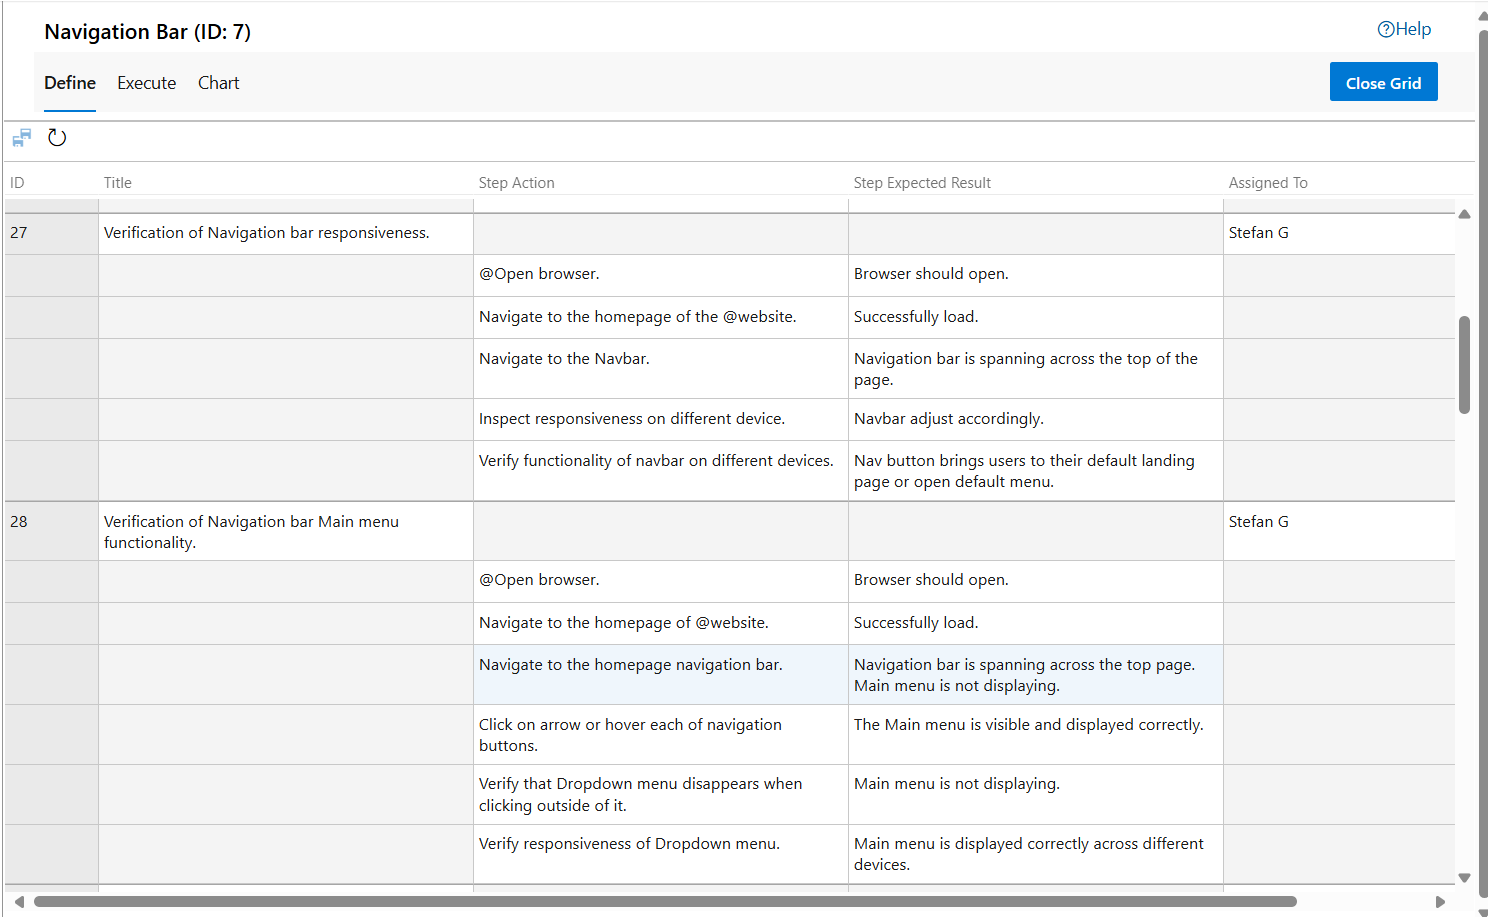 Navigation Bar (ID: 7)
Help
Define Execute Chart
Close Grid
ID Title Step Action Step Expected Result Assigned To
27 Verification of Navigation bar responsiveness. Stefan G
@Open browser. Browser should open.
Navigate to the homepage of the @website. Successfully load.
Navigate to the Navbar. Navigation bar is spanning across the top of the
page.
Inspect responsiveness on different device. Navbar adjust accordingly.
Verify functionality of navbar on different devices. Nav button brings users to their default landing
page or open default menu.
28 Verification of Navigation bar Main menu Stefan G
functionality.
@Open browser. Browser should open.
Navigate to the homepage of @website. Successfully load.
Navigate to the homepage navigation bar. Navigation bar is spanning across the top page.
Main menu is not displaying.
Click on arrow or hover each of navigation The Main menu is visible and displayed correctly.
buttons.
Verify that Dropdown menu disappears when Main menu is not displaying.
clicking outside of it.
Verify responsiveness of Dropdown menu. Main menu is displayed correctly across different
devices.